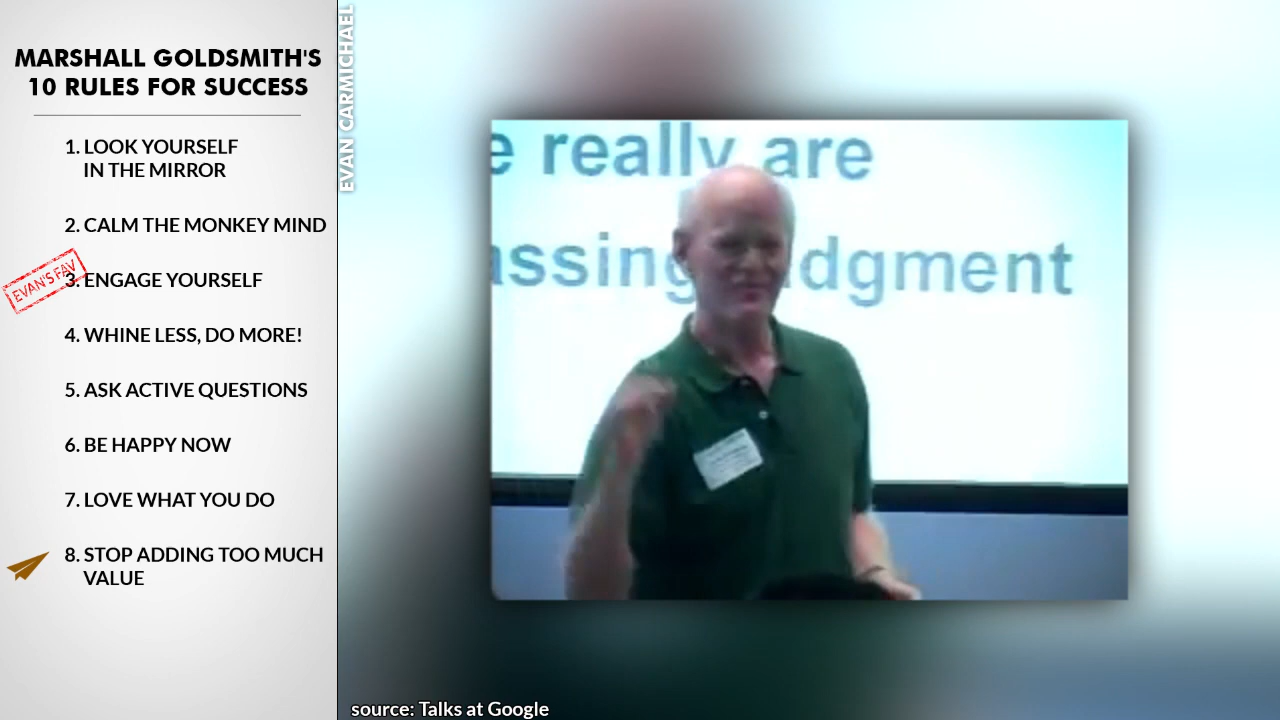 MARSHALL GOLDSMITH'S
10 RULES FOR SUCCESS
1. LOOK YOURSELF
IN THE MIRROR
2. CALM THE MONKEY MIND
EVAN'S FAV
3. ENGAGE YOURSELF
4. WHINE LESS, DO MORE!
5. ASK ACTIVE QUESTIONS
6. BE HAPPY NOW
7. LOVE WHAT YOU DO
8. STOP ADDING TOO MUCH
VALUE
EVAN CARMICHAEL
really are
source: Talks at Google